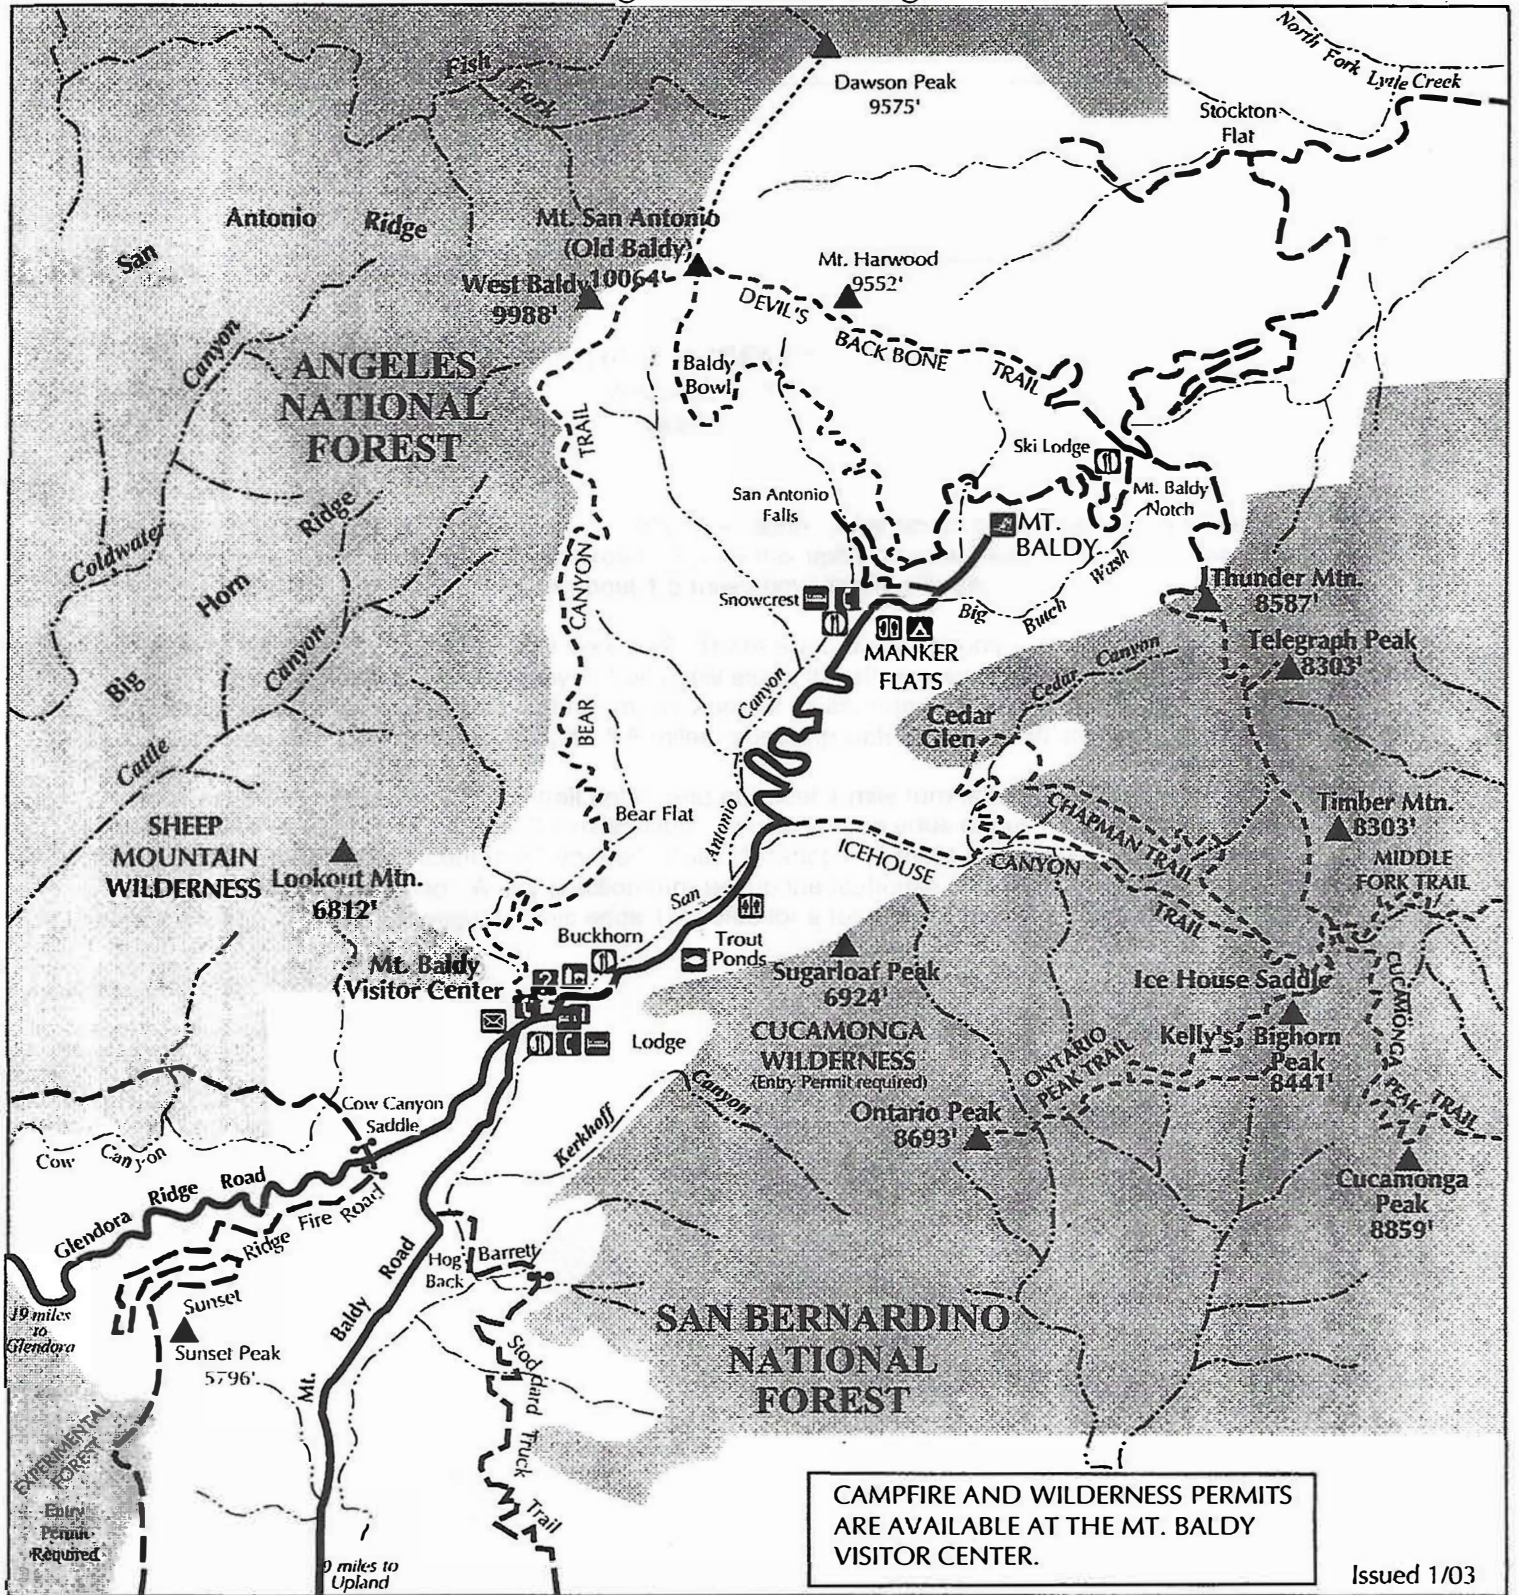 North Fork Lytle Creek
Fish
Fork
Dawson Peak
9575'
Stockton
Flat
San Antonio Ridge
Mt. San Antonio
(Old Baldy)
10064'
West Baldy
9988'
Mt. Harwood
9552'
DEVIL'S BACK BONE TRAIL
Canyon
ANGELES
NATIONAL
FOREST
Baldy
Bowl
TRAIL
Ski Lodge
Mt. Baldy
Notch
San Antonio
Falls
Ridge
MT.
BALDY
Coldwater
Wash
CANYON
Horn
Thunder Mtn.
8587'
Snowcrest
Big Butch
Canyon
Telegraph Peak
8303'
MANKER
FLATS
Cedar Canyon
Big
Canyon
Cedar
Glen
BEAR
Cattle
Bear Flat
CHAPMAN TRAIL
Timber Mtn.
8303'
SHEEP
MOUNTAIN
WILDERNESS
Antonio
ICEHOUSE CANYON
MIDDLE
FORK TRAIL
Lookout Mtn.
6812'
San
TRAIL
Buckhorn
Trout
Ponds
Mt. Baldy
Visitor Center
?
Sugarloaf Peak
6924'
Ice House Saddle
CUCAMONGA
Lodge
CUCAMONGA
WILDERNESS
(Entry Permit required)
Kelly's
Bighorn
Peak
8441'
ONTARIO
PEAK TRAIL
Canyon
Cow Canyon
Saddle
Kerkhoff
Ontario Peak
8693'
PEAK TRAIL
Cow Canyon
Cucamonga
Peak
8859'
Glendora Ridge Road
Ridge Fire Road
Hog
Back
Barrett
Road
19 miles
to
Glendora
Sunset
Baldy
SAN BERNARDINO
NATIONAL
FOREST
Sunset Peak
5796'
Mt.
Stoddard
Truck
Trail
EXPERIMENTAL
FOREST
Entry
Permit
Required
miles to
Upland
CAMPFIRE AND WILDERNESS PERMITS
ARE AVAILABLE AT THE MT. BALDY
VISITOR CENTER.
Issued 1/03